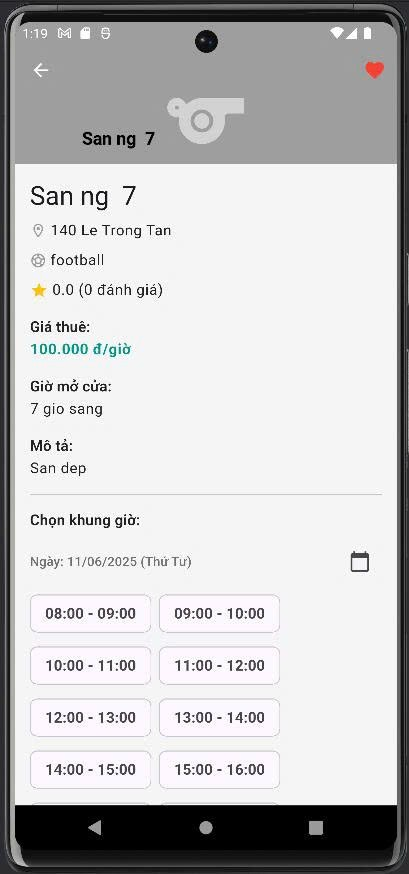 1:19
San ng 7
San ng 7
140 Le Trong Tan
football
0.0 (0 đánh giá)
Giá thuê:
100.000 đ/giờ
Giờ mở cửa:
7 gio sang
Mô tả:
San dep
Chọn khung giờ:
Ngày: 11/06/2025 (Thứ Tư)
08:00 - 09:00 09:00 - 10:00
10:00 - 11:00 11:00 - 12:00
12:00 - 13:00 13:00 - 14:00
14:00 - 15:00 15:00 - 16:00